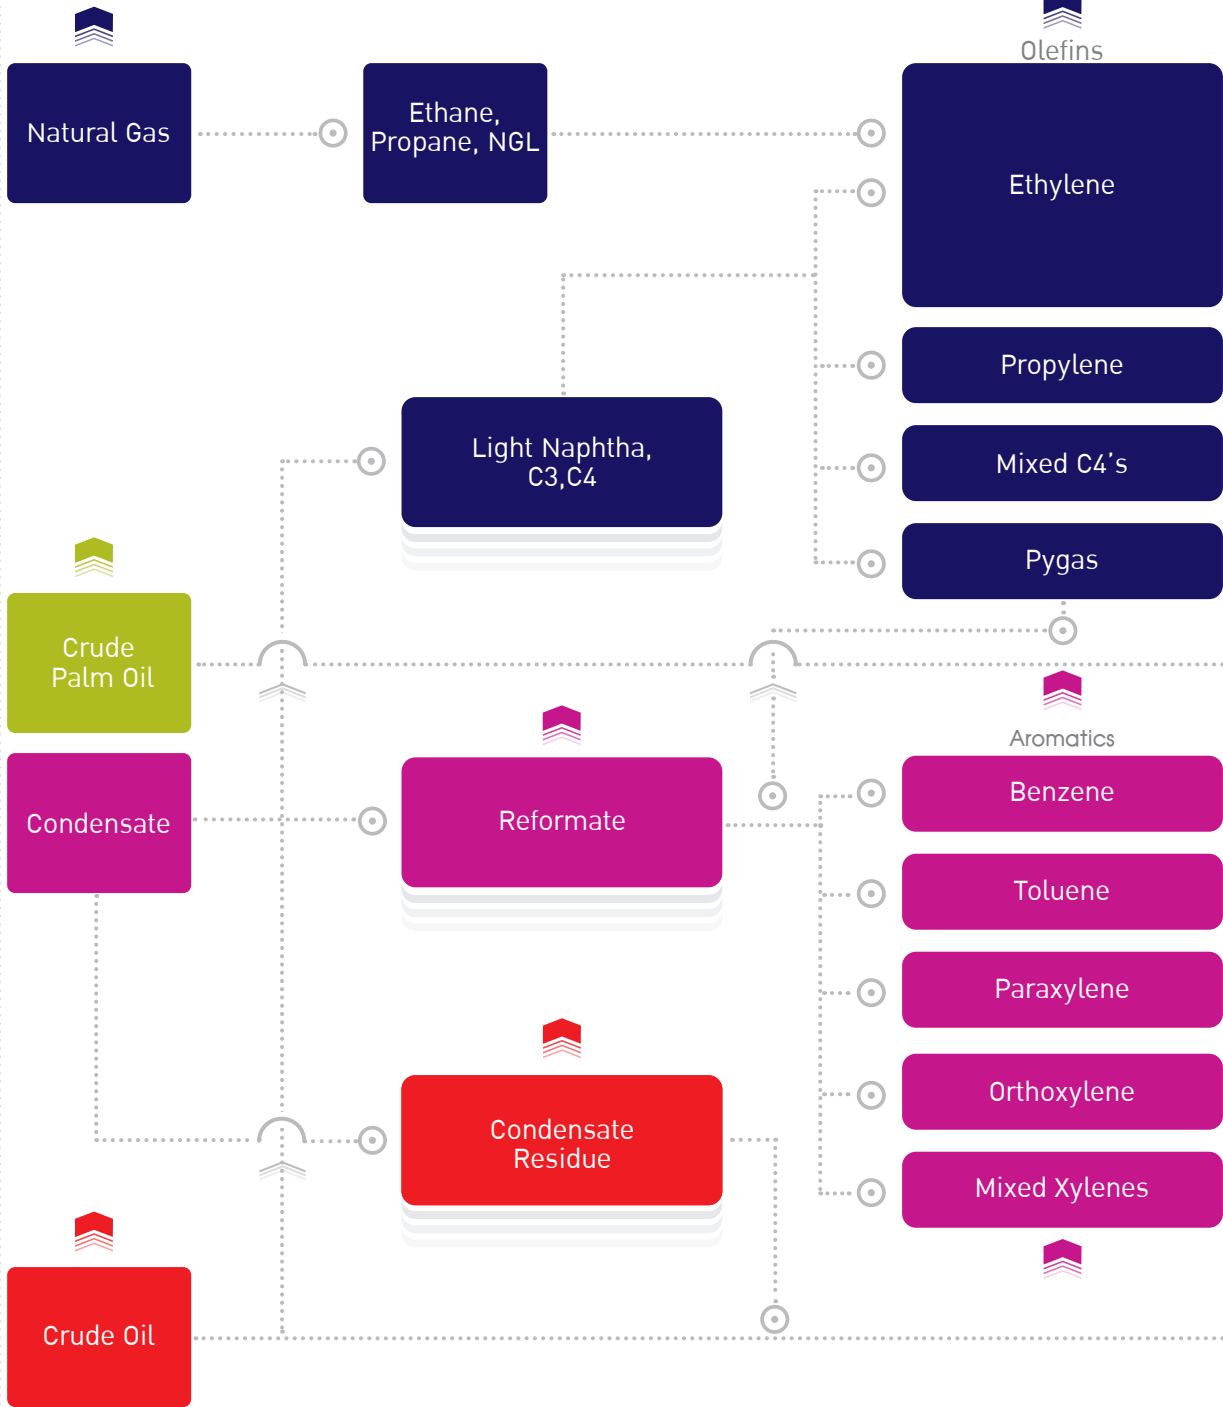 Olefins
Natural Gas
Ethane,
Propane, NGL
Ethylene
Propylene
Light Naphtha,
C3,C4
Mixed C4's
Pygas
Crude
Palm Oil
Aromatics
Condensate
Reformate
Benzene
Toluene
Paraxylene
Orthoxylene
Condensate
Residue
Mixed Xylenes
Crude Oil